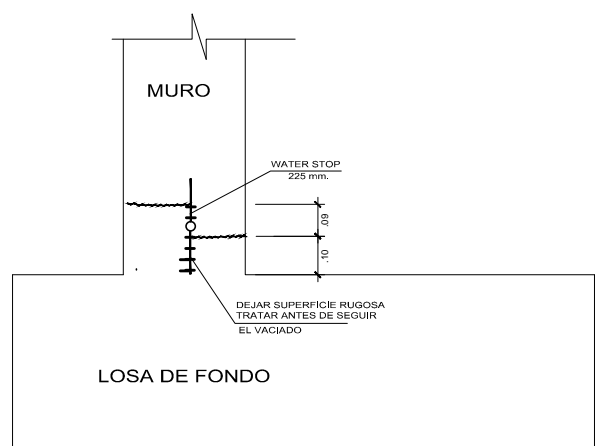 MURO
WATER STOP
225 mm.
.09
.10
DEJAR SUPERFICIE RUGOSA
TRATAR ANTES DE SEGUIR
EL VACIADO
LOSA DE FONDO